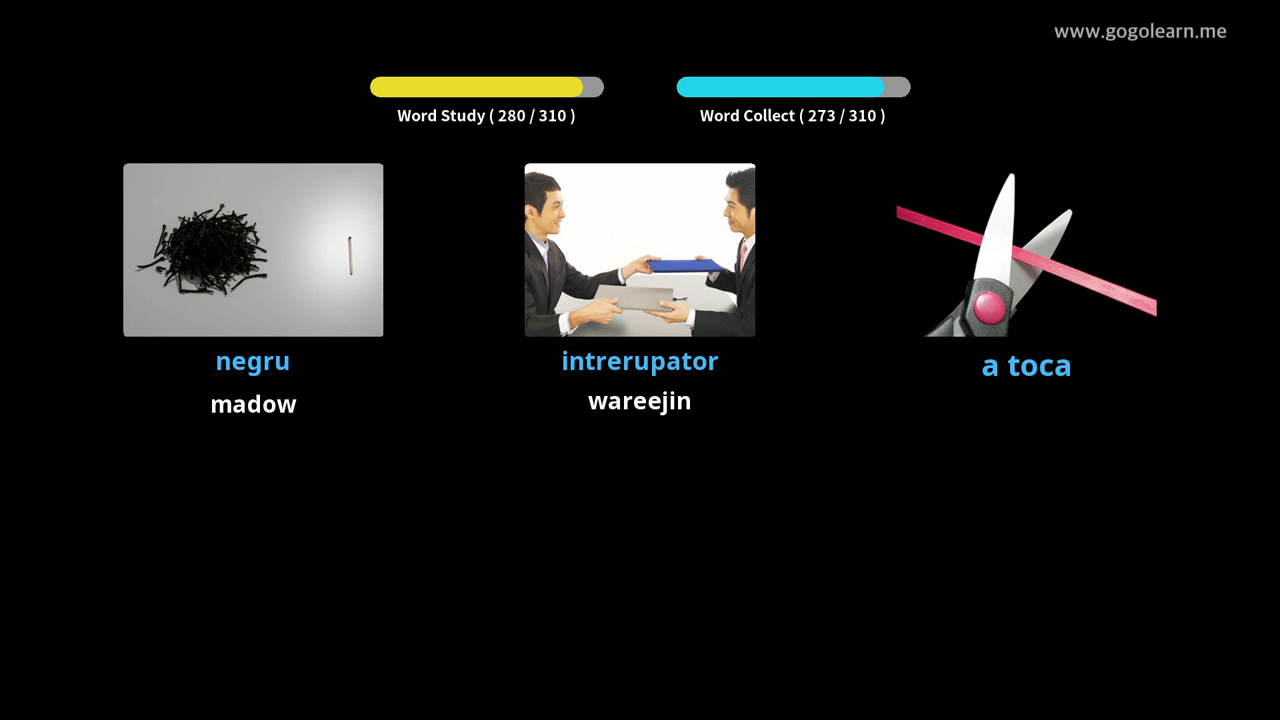 www.gogolearn.me
Word Study ( 280 / 310 )
Word Collect ( 273 / 310 )
negru
madow
intrerupator
wareejin
a toca